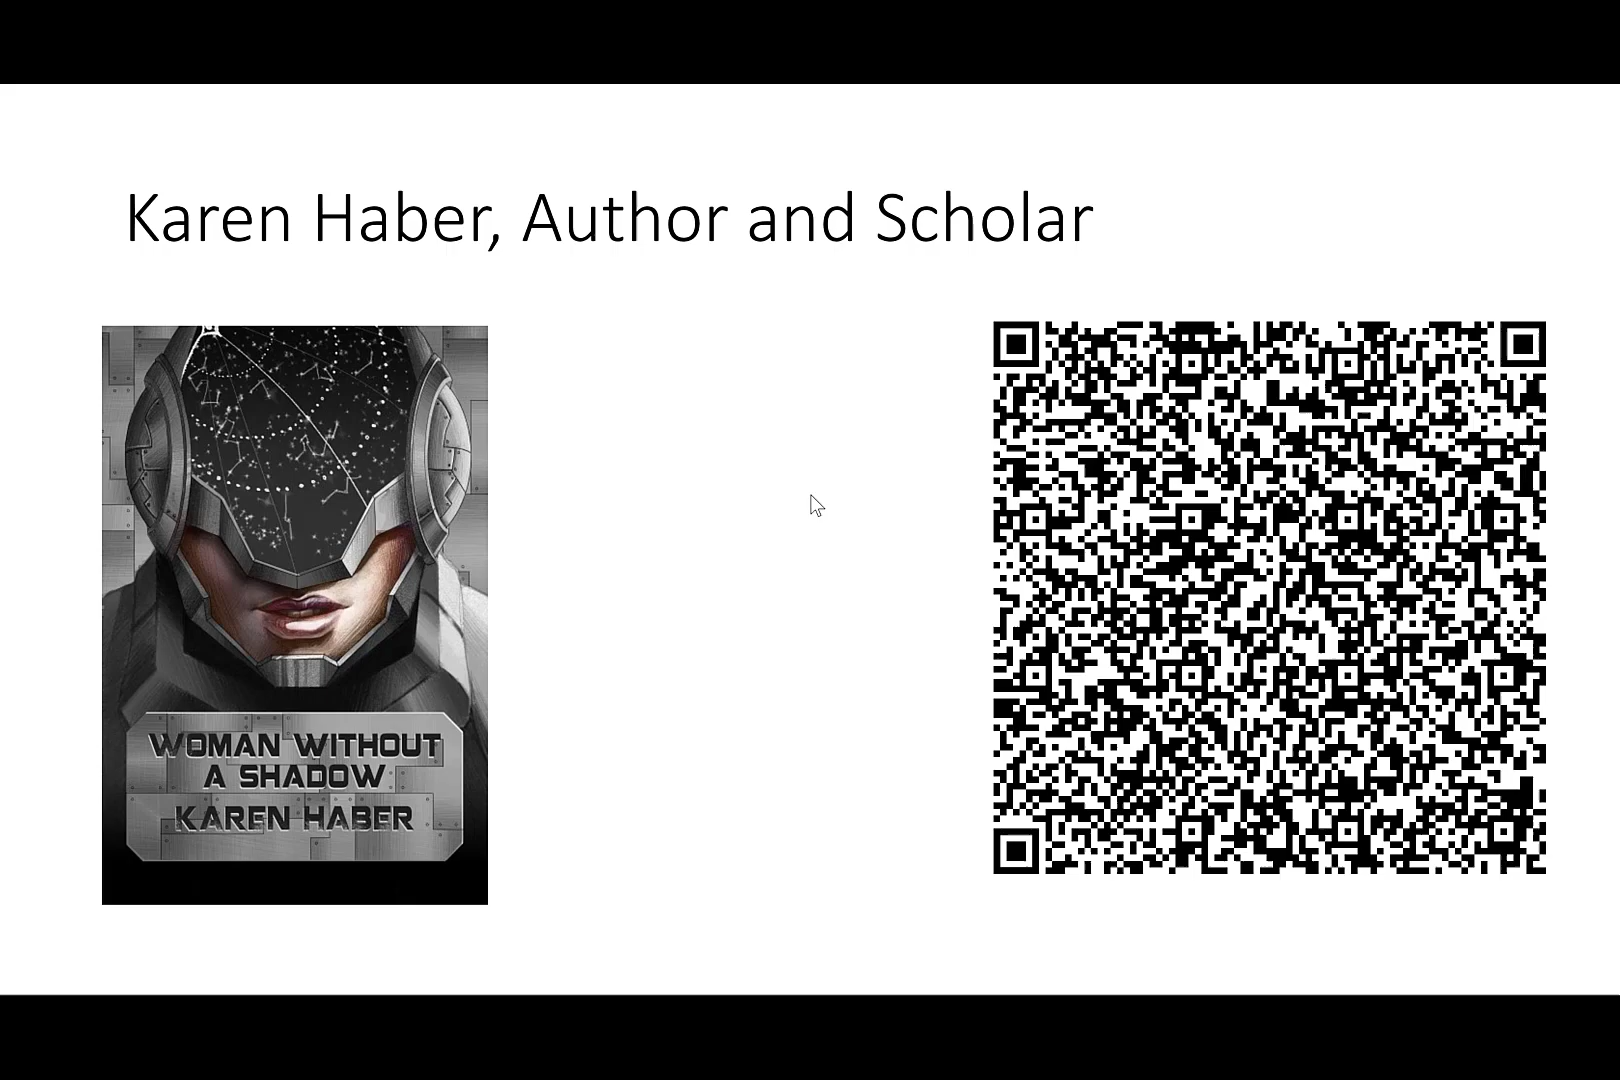 Karen Haber, Author and Scholar
WOMAN WITHOUT
A SHADOW
KAREN HABER